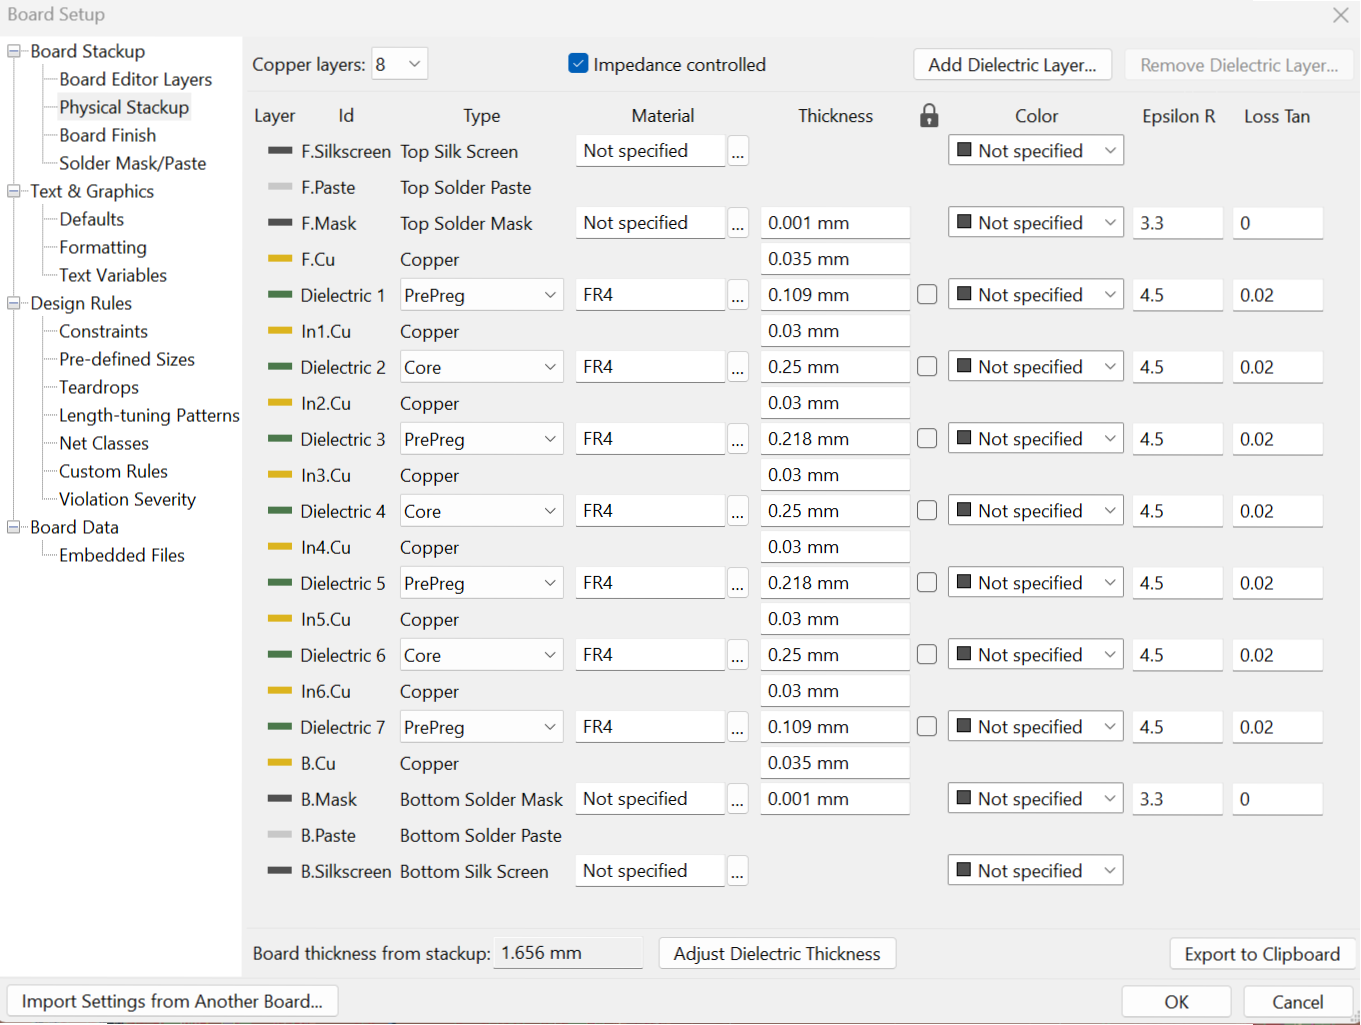 Board Setup
Board Stackup
Board Editor Layers
Physical Stackup
Board Finish
Solder Mask/Paste
Text & Graphics
Defaults
Formatting
Text Variables
Design Rules
Constraints
Pre-defined Sizes
Teardrops
Length-tuning Patterns
Net Classes
Custom Rules
Violation Severity
Board Data
Embedded Files
Copper layers: 8 Impedance controlled Add Dielectric Layer... Remove Dielectric Layer...
Layer Id Type Material Thickness Color Epsilon R Loss Tan
F.Silkscreen Top Silk Screen Not specified ... Not specified
F.Paste Top Solder Paste
F.Mask Top Solder Mask Not specified ... 0.001 mm Not specified 3.3 0
F.Cu Copper 0.035 mm
Dielectric 1 PrePreg FR4 ... 0.109 mm Not specified 4.5 0.02
In1.Cu Copper 0.03 mm
Dielectric 2 Core FR4 ... 0.25 mm Not specified 4.5 0.02
In2.Cu Copper 0.03 mm
Dielectric 3 PrePreg FR4 ... 0.218 mm Not specified 4.5 0.02
In3.Cu Copper 0.03 mm
Dielectric 4 Core FR4 ... 0.25 mm Not specified 4.5 0.02
In4.Cu Copper 0.03 mm
Dielectric 5 PrePreg FR4 ... 0.218 mm Not specified 4.5 0.02
In5.Cu Copper 0.03 mm
Dielectric 6 Core FR4 ... 0.25 mm Not specified 4.5 0.02
In6.Cu Copper 0.03 mm
Dielectric 7 PrePreg FR4 ... 0.109 mm Not specified 4.5 0.02
B.Cu Copper 0.035 mm
B.Mask Bottom Solder Mask Not specified ... 0.001 mm Not specified 3.3 0
B.Paste Bottom Solder Paste
B.Silkscreen Bottom Silk Screen Not specified ... Not specified
Board thickness from stackup: 1.656 mm Adjust Dielectric Thickness Export to Clipboard
Import Settings from Another Board... OK Cancel